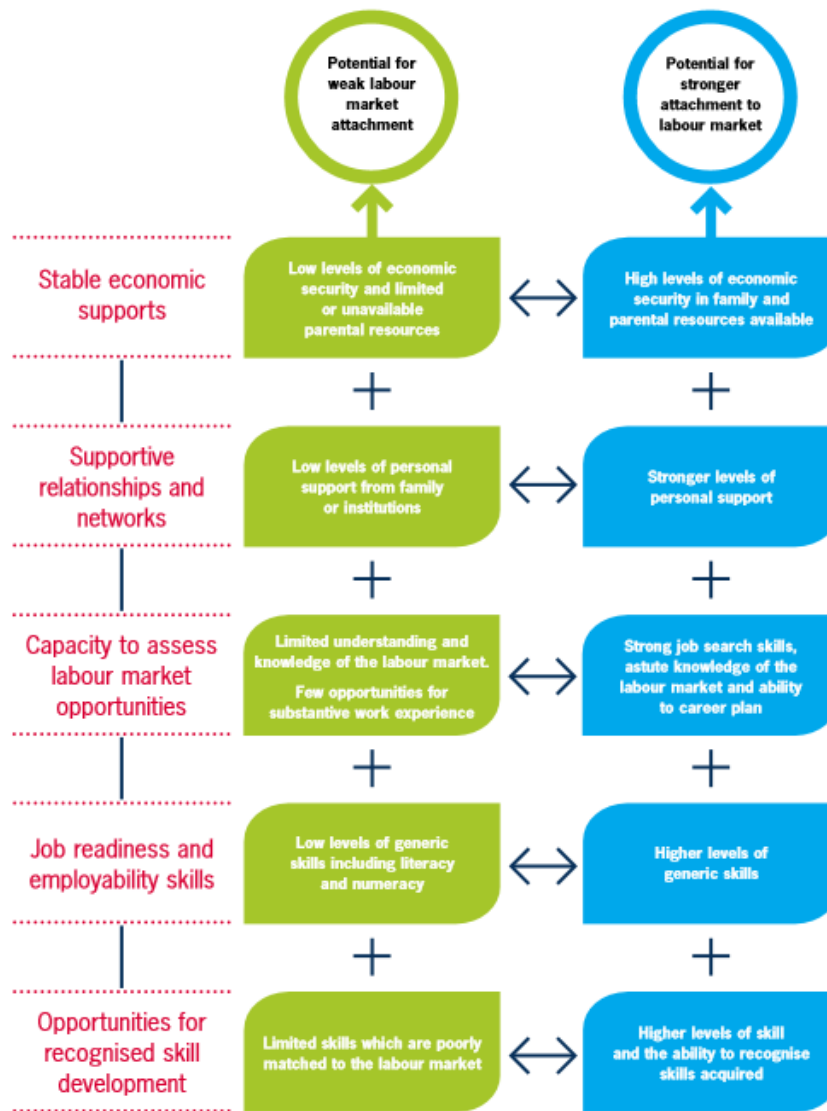 Potential for
weak labour
market
attachment
Potential for
stronger
attachment to
labour market
Stable economic
supports
Low levels of economic
security and limited
or unavailable
parental resources
High levels of economic
security in family and
parental resources available
Supportive
relationships and
networks
Low levels of personal
support from family
or institutions
Stronger levels of
personal support
Capacity to assess
labour market
opportunities
Limited understanding and
knowledge of the labour market.
Few opportunities for
substantive work experience
Strong job search skills,
astute knowledge of the
labour market and ability
to career plan
Job readiness and
employability skills
Low levels of generic
skills including literacy
and numeracy
Higher levels of
generic skills
Opportunities for
recognised skill
development
Limited skills which are poorly
matched to the labour market
Higher levels of skill
and the ability to recognise
skills acquired